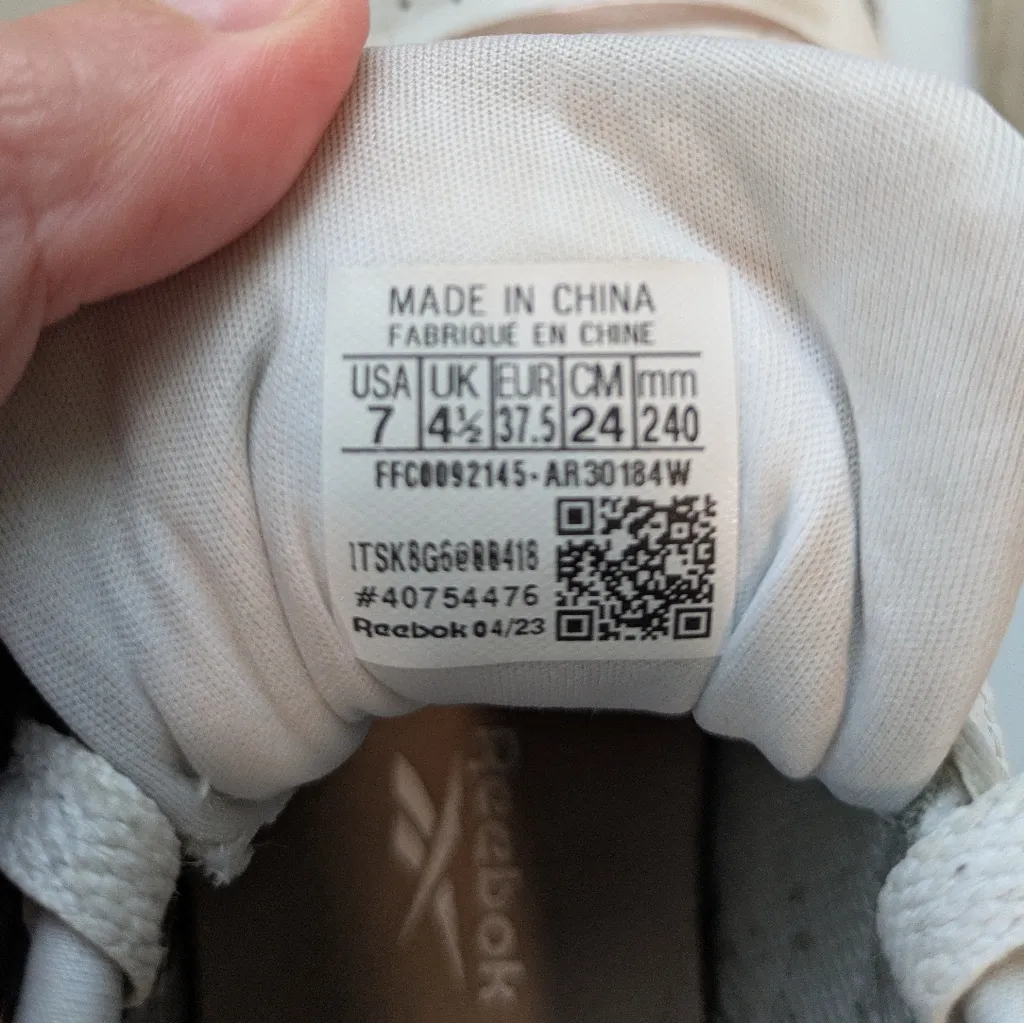 MADE IN CHINA
FABRIQUÉ EN CHINE
USA UK EUR CM mm
7 4½ 37.5 24 240
FFC0092145-AR30184W
#40754476
Reebok 04/23
Reebok